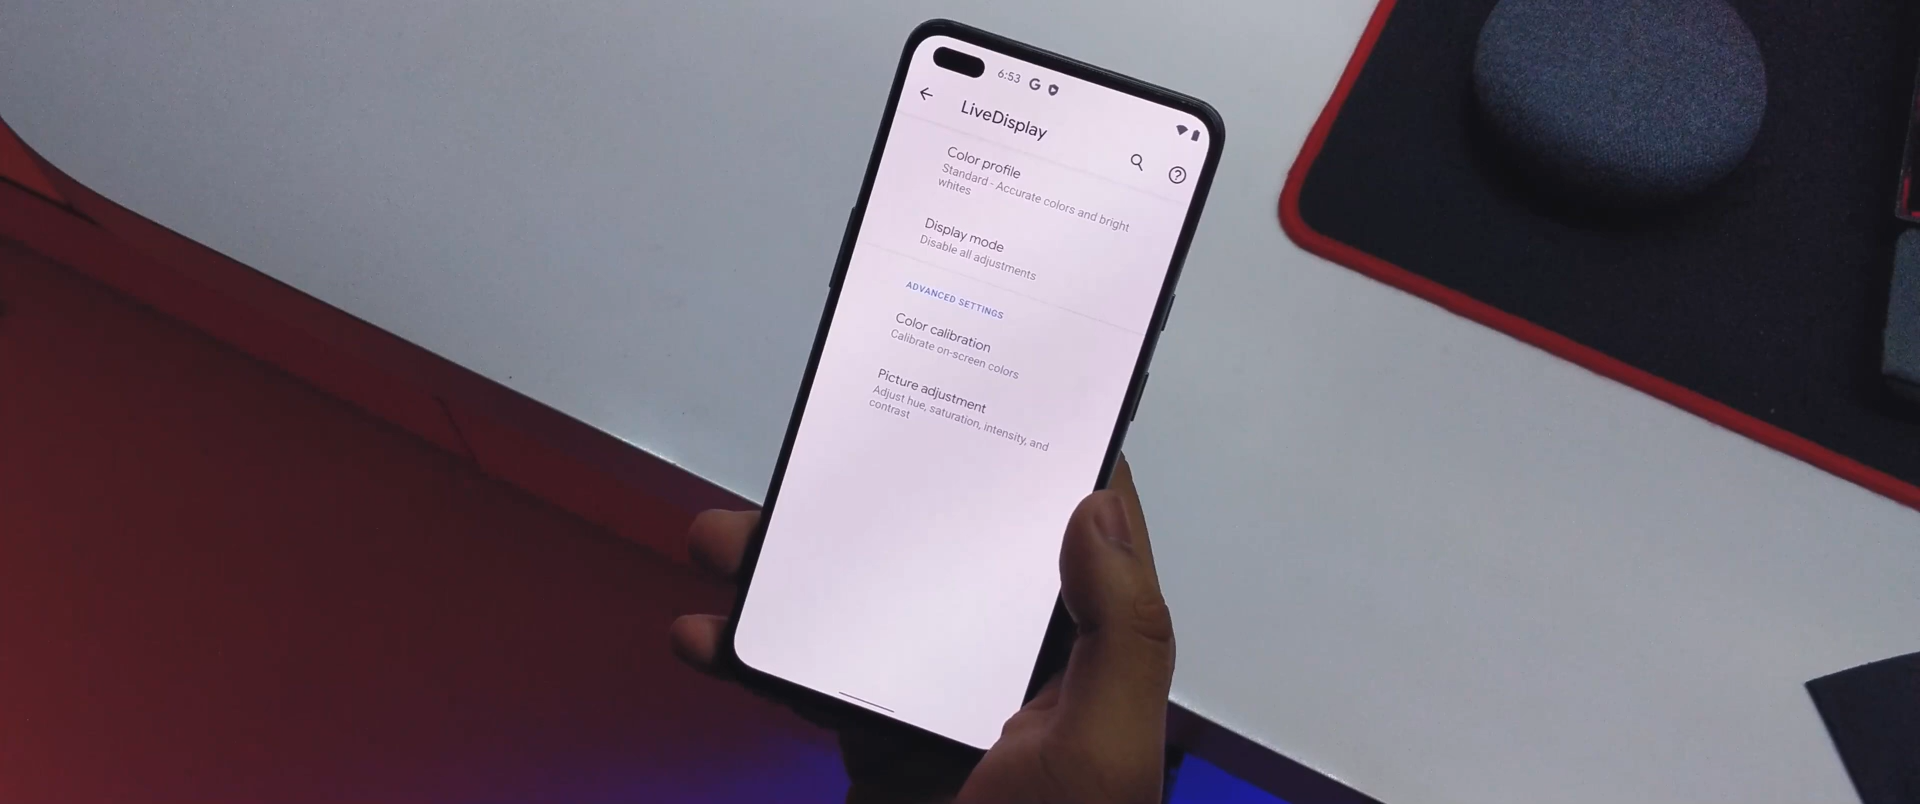 6:53 G
LiveDisplay
Color profile
Standard - Accurate colors and bright
whites
Display mode
Disable all adjustments
ADVANCED SETTINGS
Color calibration
Calibrate on-screen colors
Picture adjustment
Adjust hue, saturation, intensity, and
contrast